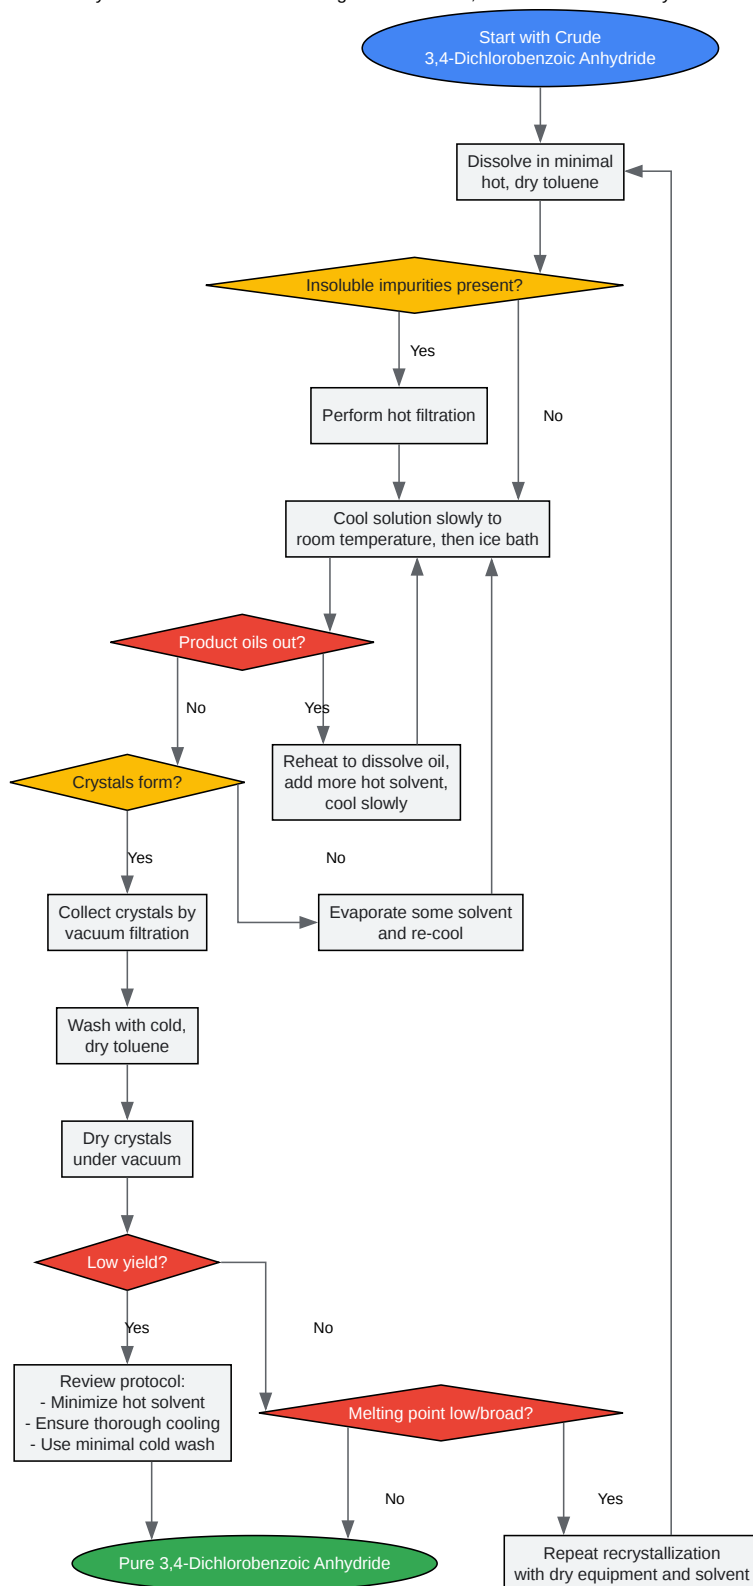 Start with Crude
3,4-Dichlorobenzoic Anhydride
Dissolve in minimal
hot, dry toluene
Insoluble impurities present?
Yes
Perform hot filtration
No
Cool solution slowly to
room temperature, then ice bath
Product oils out?
No
Yes
Reheat to dissolve oil,
add more hot solvent,
cool slowly
Crystals form?
Yes
No
Collect crystals by
vacuum filtration
Evaporate some solvent
and re-cool
Wash with cold,
dry toluene
Dry crystals
under vacuum
Low yield?
Yes
No
Review protocol:
- Minimize hot solvent
- Ensure thorough cooling
- Use minimal cold wash
Melting point low/broad?
No
Yes
Pure 3,4-Dichlorobenzoic Anhydride
Repeat recrystallization
with dry equipment and solvent